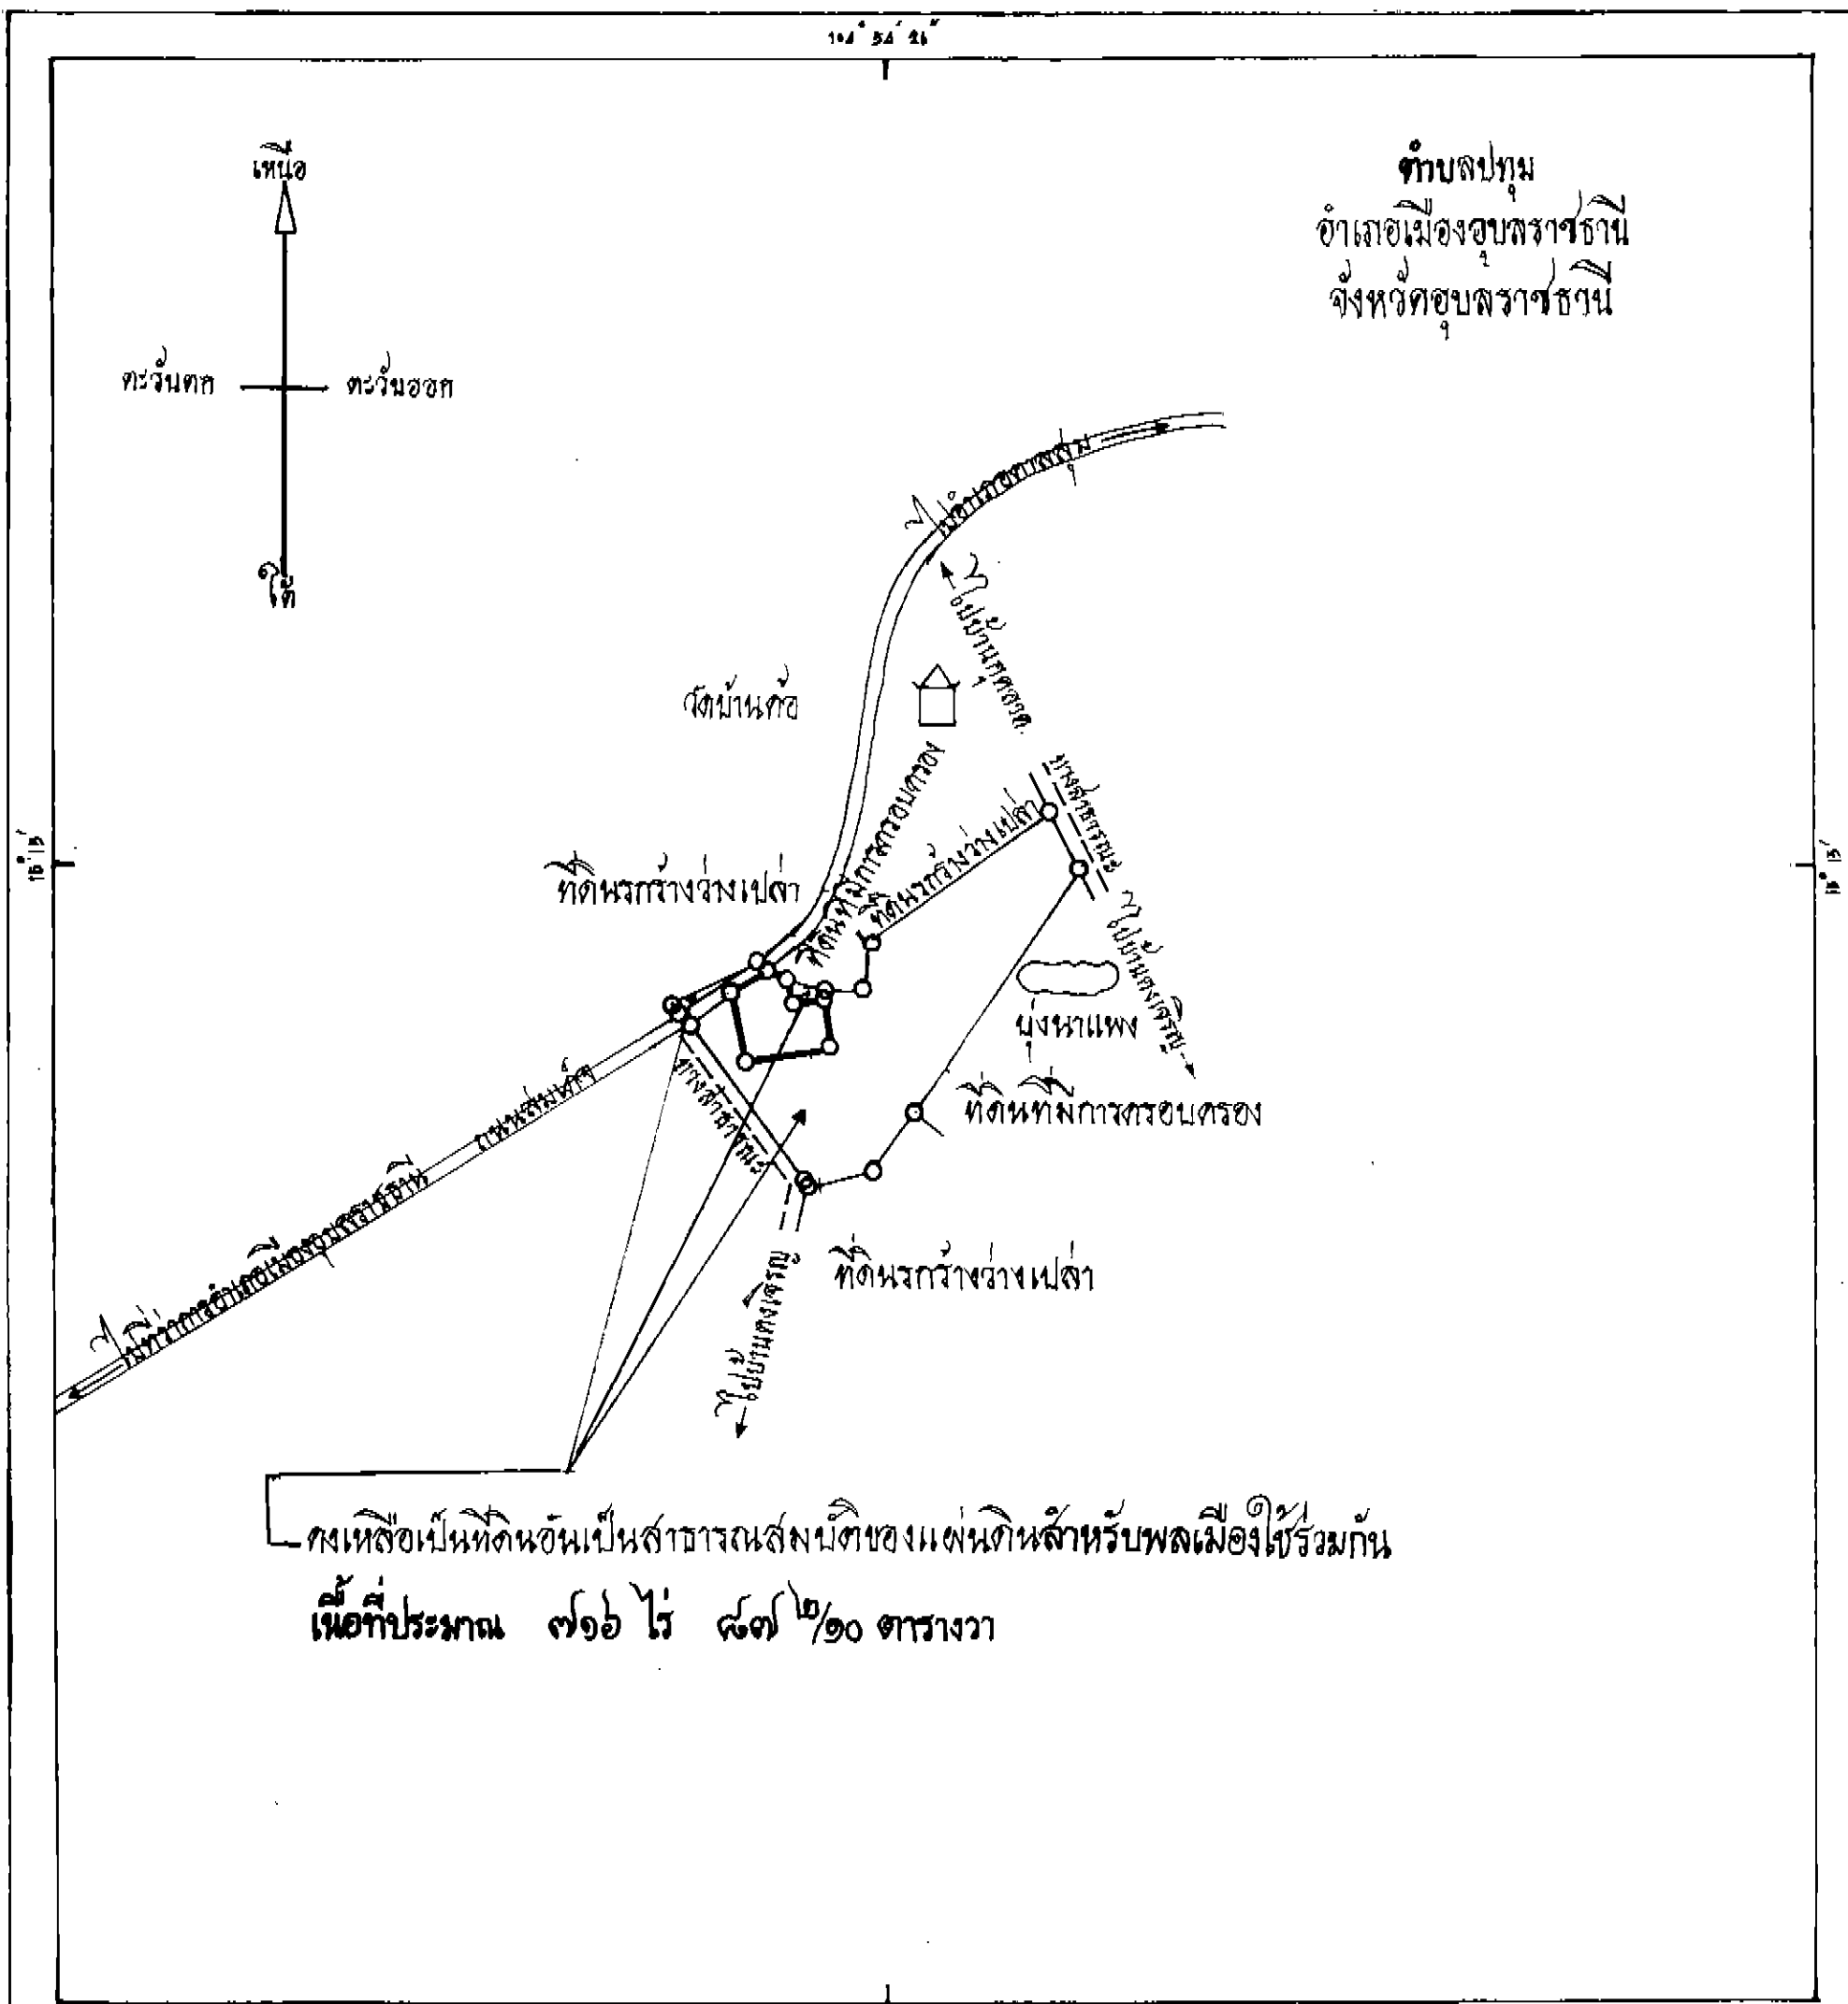 ๑๐๔° ๕๔′ ๒๖″
เหนือ
ตำบลปทุม
อำเภอเมืองอุบลราชธานี
จังหวัดอุบลราชธานี
ตะวันตก
ตะวันออก
ใต้
ไปอำเภอตาลสุม
ไปบ้านกุดลาด
วัดบ้านก้อ
ทางสาธารณะ
ที่ดินที่มีการครอบครอง
ที่ดินรกร้างว่างเปล่า
ที่ดินรกร้างว่างเปล่า
ไปบ้านดงเจริญ
บุ่งนาแพง
ที่ดินที่มีการครอบครอง
ถนนสมเด็จ
ทางสาธารณะ
ไปที่ว่าการอำเภอเมืองอุบลราชธานี
ที่ดินรกร้างว่างเปล่า
ไปบ้านดงเจริญ
คงเหลือเป็นที่ดินอันเป็นสาธารณสมบัติของแผ่นดินสำหรับพลเมืองใช้ร่วมกัน
เนื้อที่ประมาณ ๗๑๖ ไร่ ๘๗ ๒/๑๐ ตารางวา